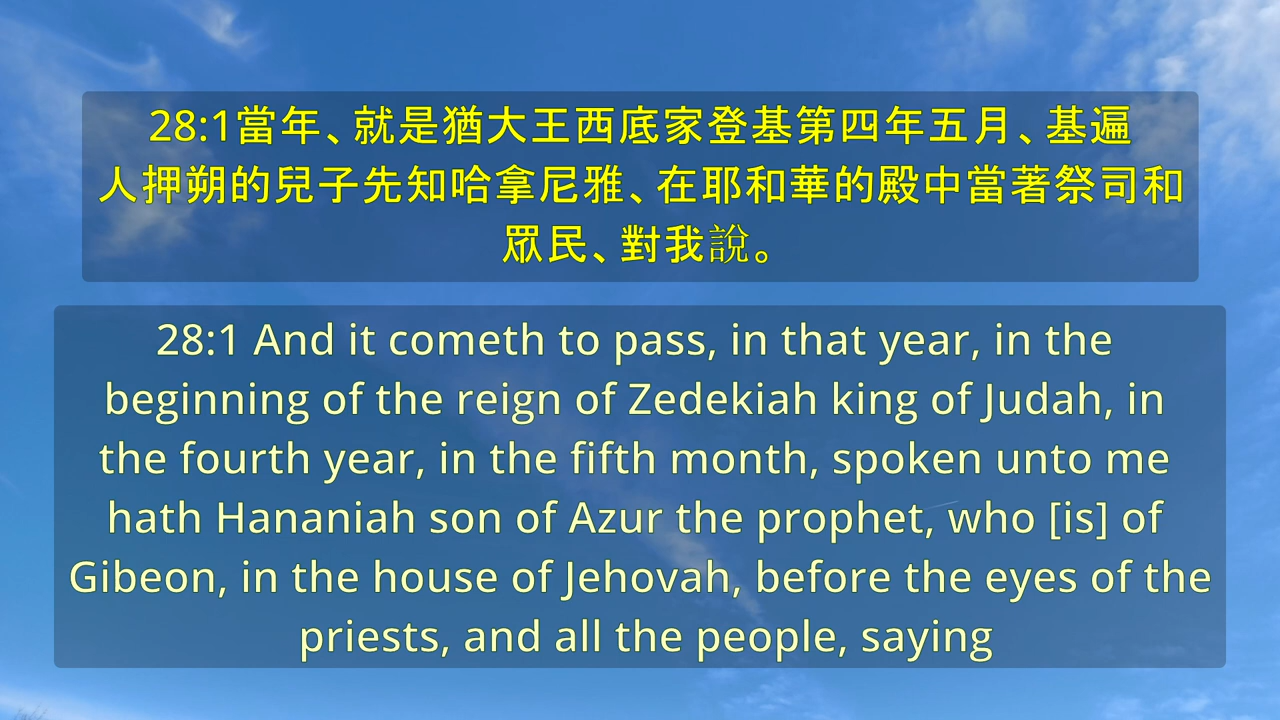 28:1當年、就是猶大王西底家登基第四年五月、基遍
人押朔的兒子先知哈拿尼雅、在耶和華的殿中當著祭司和
眾民、對我說。
28:1 And it cometh to pass, in that year, in the
beginning of the reign of Zedekiah king of Judah, in
the fourth year, in the fifth month, spoken unto me
hath Hananiah son of Azur the prophet, who [is] of
Gibeon, in the house of Jehovah, before the eyes of the
priests, and all the people, saying